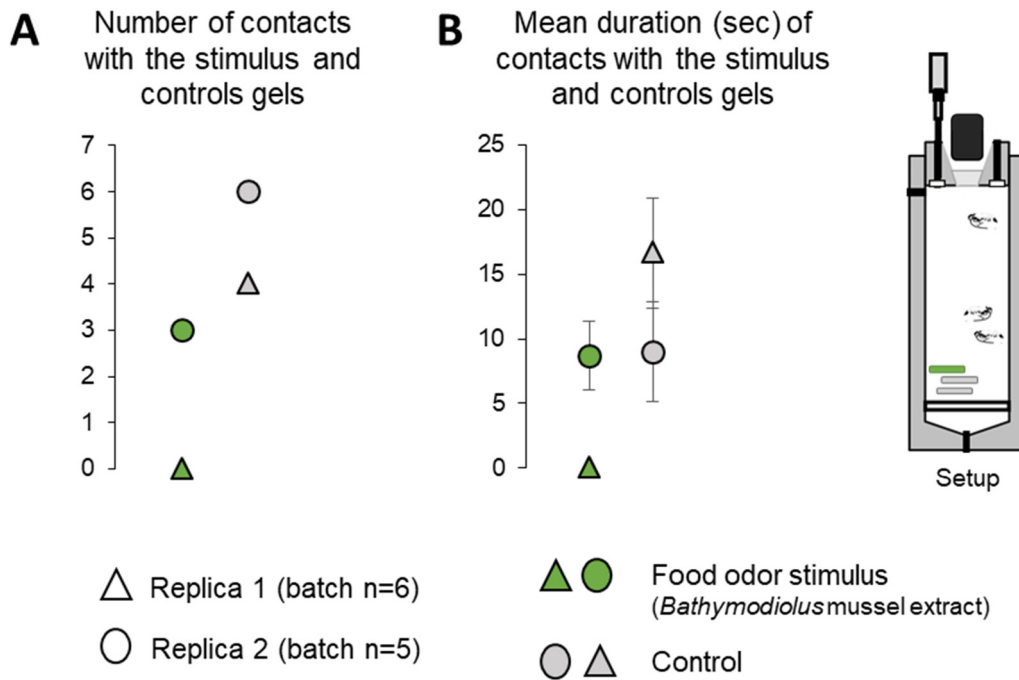 A
Number of contacts
with the stimulus and
controls gels
7
6
5
4
3
2
1
0
B
Mean duration (sec) of
contacts with the stimulus
and controls gels
25
20
15
10
5
0
Setup
Replica 1 (batch n=6)
Replica 2 (batch n=5)
Food odor stimulus
(Bathymodiolus mussel extract)
Control